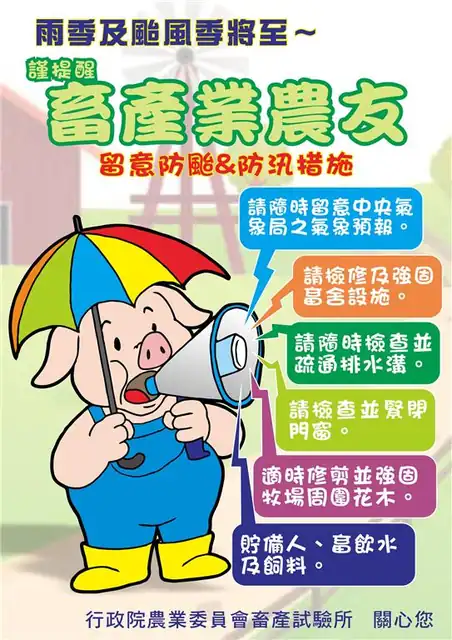 雨季及颱風季將至～
謹提醒
畜產業農友
留意防颱&防汛措施
請隨時留意中央氣
象局之氣象預報。
請檢修及強固
畜舍設施。
請隨時檢查並
疏通排水溝。
請檢查並緊閉
門窗。
適時修剪並強固
牧場周圍花木。
貯備人、畜飲水
及飼料。
行政院農業委員會畜產試驗所 關心您